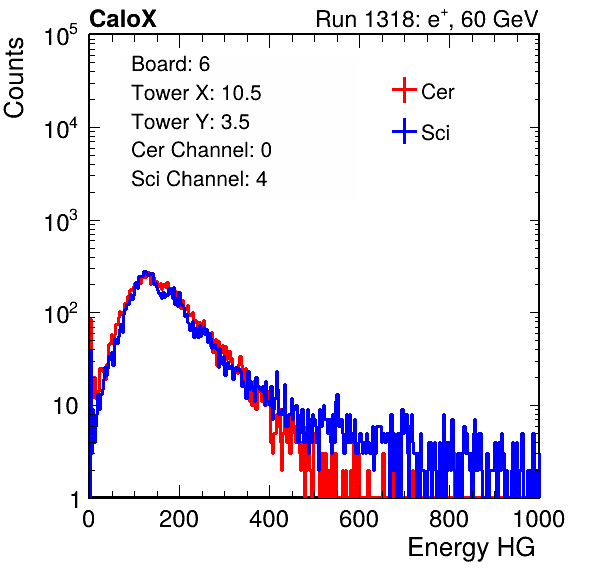 CaloX Run 1318: e⁺, 60 GeV
Counts
Board: 6
Tower X: 10.5
Tower Y: 3.5
Cer Channel: 0
Sci Channel: 4
Cer
Sci
10⁵
10⁴
10³
10²
10
1
0 200 400 600 800 1000
Energy HG